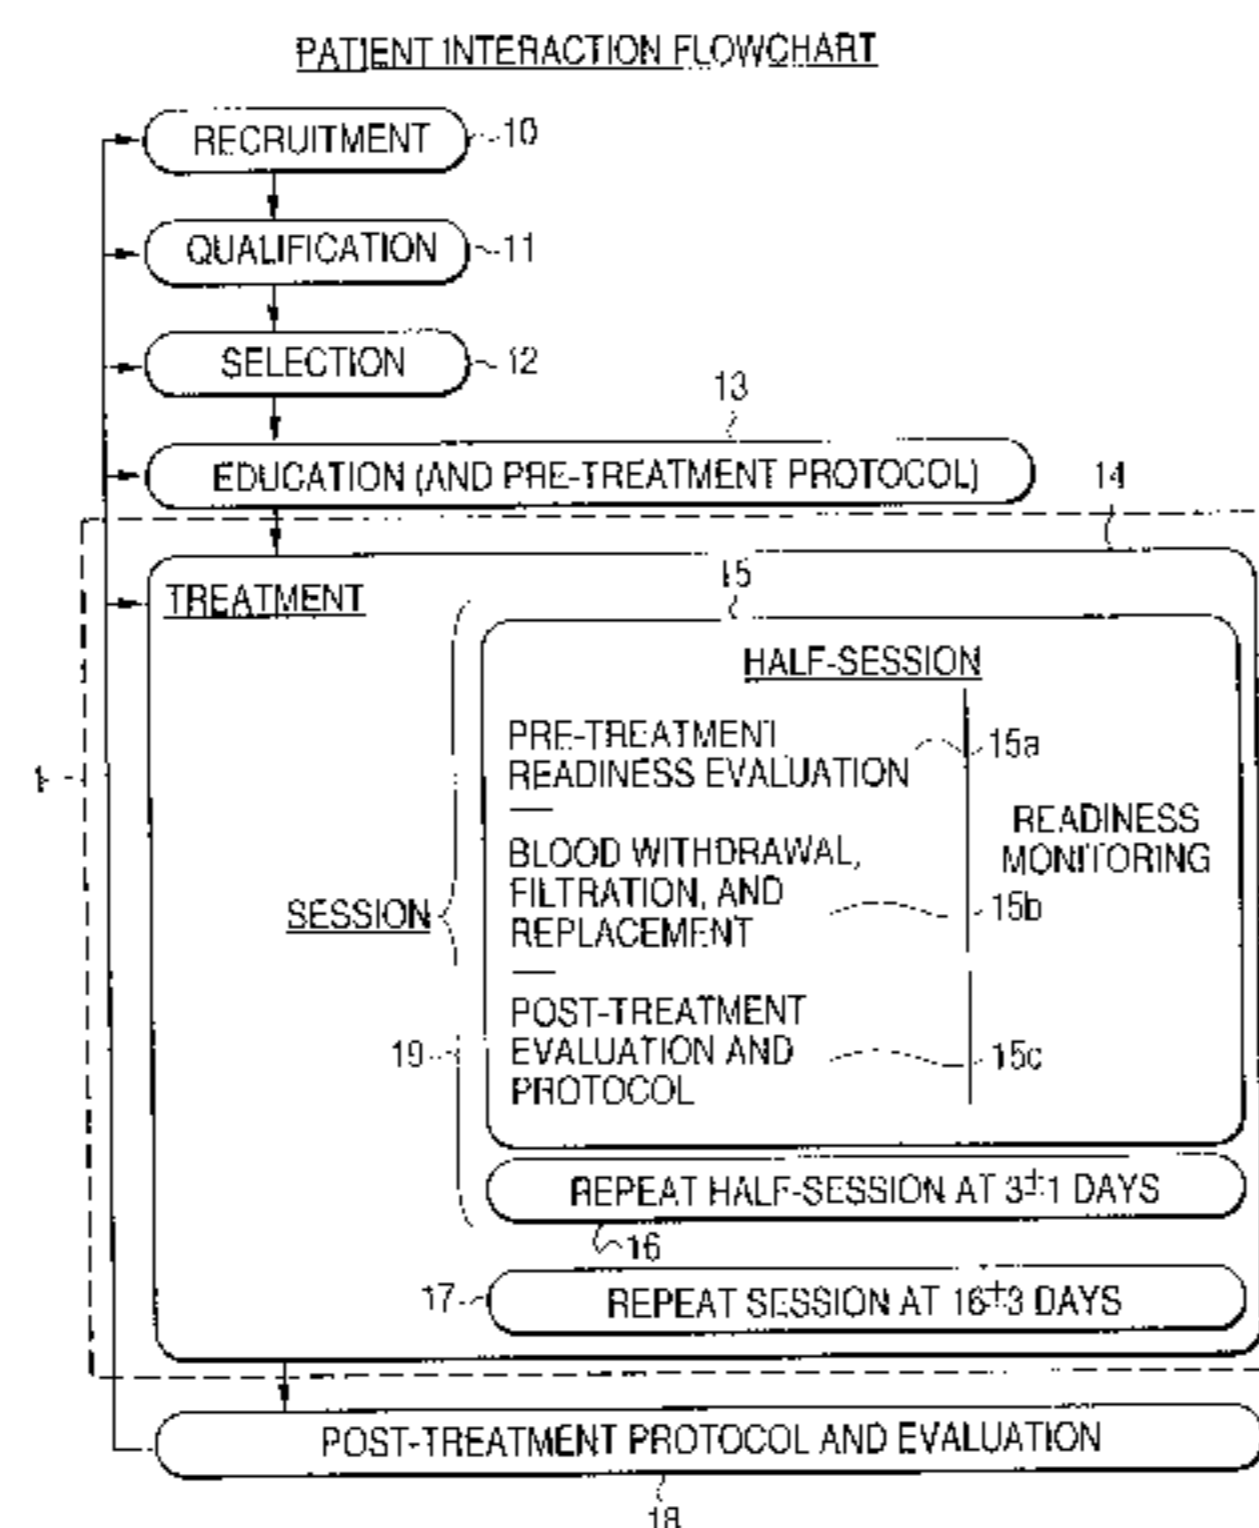 PATIENT INTERACTION FLOWCHART
RECRUITMENT
10
QUALIFICATION
11
SELECTION
12
13
EDUCATION (AND PRE-TREATMENT PROTOCOL)
14
TREATMENT
15
HALF-SESSION
PRE-TREATMENT
READINESS EVALUATION
15a
READINESS
MONITORING
BLOOD WITHDRAWAL,
FILTRATION, AND
REPLACEMENT
15b
SESSION
POST-TREATMENT
EVALUATION AND
PROTOCOL
15c
19
REPEAT HALF-SESSION AT 3±1 DAYS
16
17
REPEAT SESSION AT 16±3 DAYS
POST-TREATMENT PROTOCOL AND EVALUATION
18